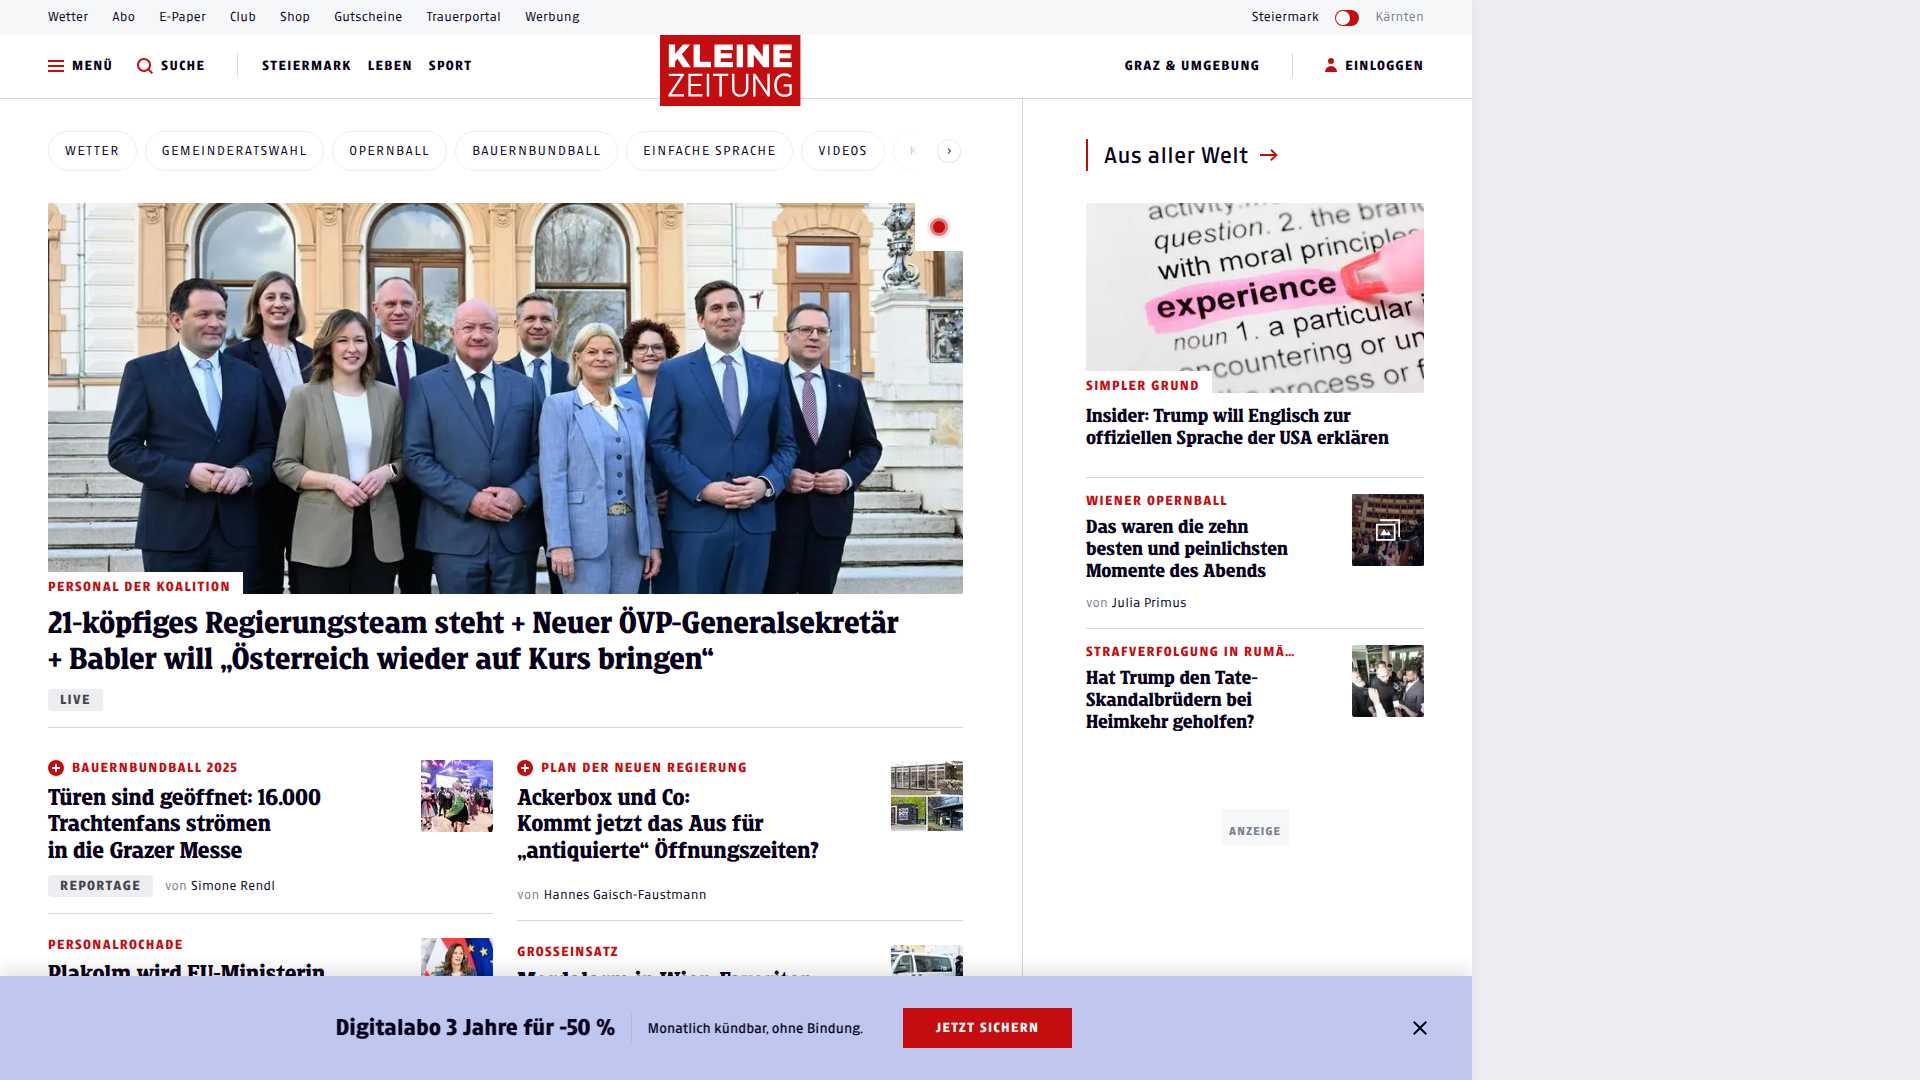 Wetter Abo E-Paper Club Shop Gutscheine Trauerportal Werbung Steiermark Kärnten
MENÜ SUCHE STEIERMARK LEBEN SPORT
KLEINE
ZEITUNG
GRAZ & UMGEBUNG EINLOGGEN
WETTER GEMEINDERATSWAHL OPERNBALL BAUERNBUNDBALL EINFACHE SPRACHE VIDEOS
PERSONAL DER KOALITION
21-köpfiges Regierungsteam steht + Neuer ÖVP-Generalsekretär
+ Babler will „Österreich wieder auf Kurs bringen“
LIVE
BAUERNBUNDBALL 2025
Türen sind geöffnet: 16.000
Trachtenfans strömen
in die Grazer Messe
REPORTAGE von Simone Rendl
PLAN DER NEUEN REGIERUNG
Ackerbox und Co:
Kommt jetzt das Aus für
„antiquierte“ Öffnungszeiten?
von Hannes Gaisch-Faustmann
PERSONALROCHADE
Plakolm wird EU-Ministerin
GROSSEINSATZ
Aus aller Welt
question. 2. the brand
with moral principles
experience
noun 1. a particular
encountering or un
the process or f
SIMPLER GRUND
Insider: Trump will Englisch zur
offiziellen Sprache der USA erklären
WIENER OPERNBALL
Das waren die zehn
besten und peinlichsten
Momente des Abends
von Julia Primus
STRAFVERFOLGUNG IN RUMÄ...
Hat Trump den Tate-
Skandalbrüdern bei
Heimkehr geholfen?
ANZEIGE
Digitalabo 3 Jahre für -50 %
Monatlich kündbar, ohne Bindung.
JETZT SICHERN